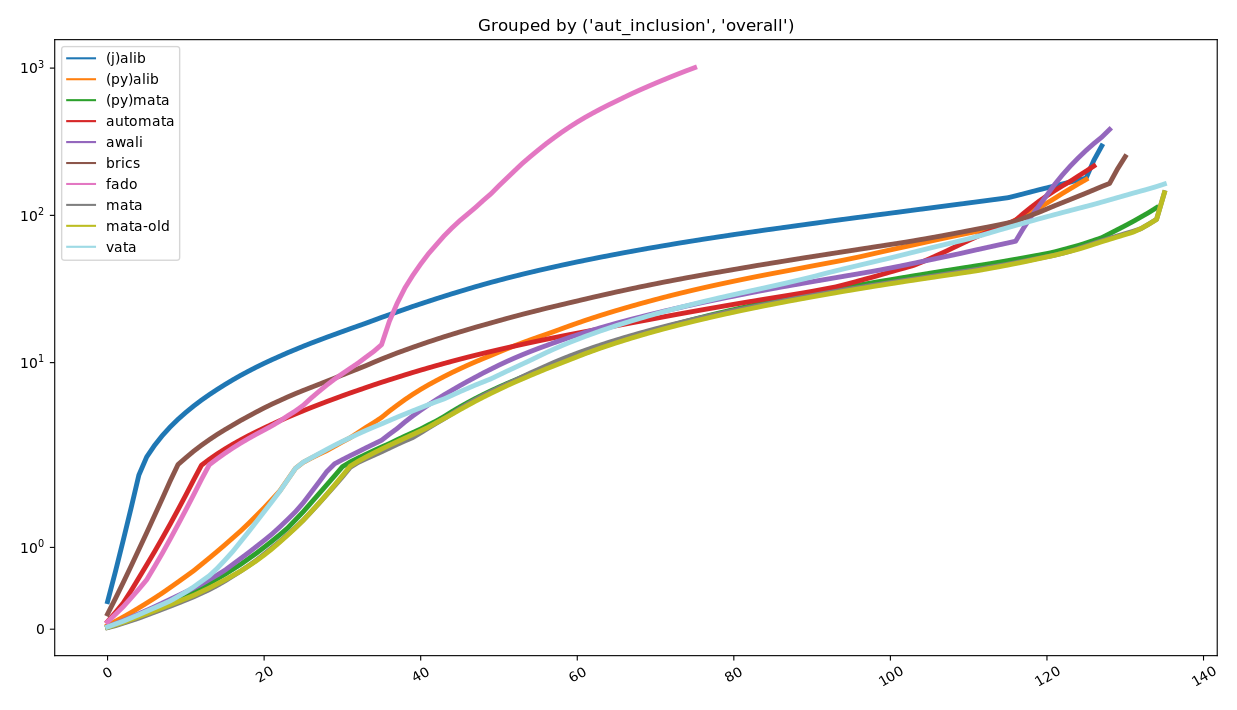 Grouped by ('aut_inclusion', 'overall')
(j)alib
(py)alib
(py)mata
automata
awali
brics
fado
mata
mata-old
vata
10³
10²
10¹
10⁰
0
0 20 40 60 80 100 120 140